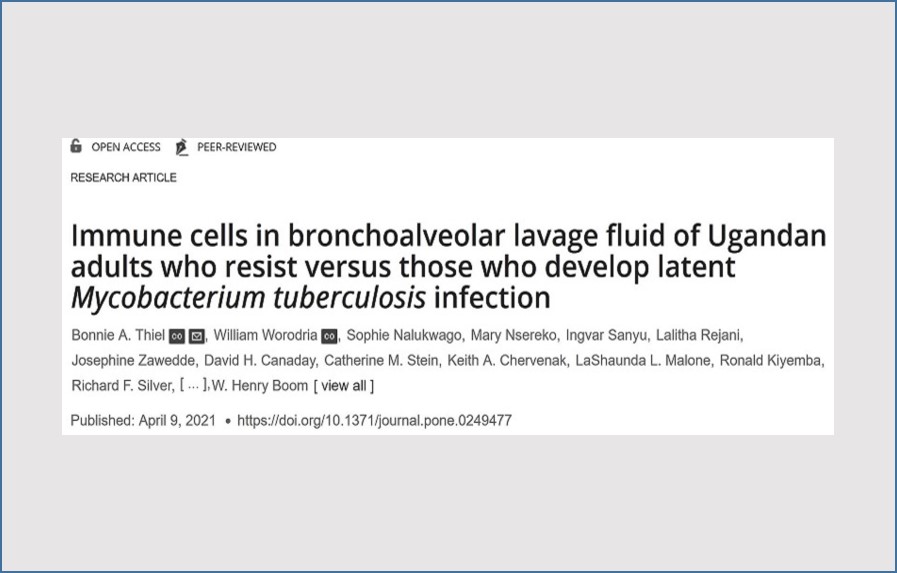 OPEN ACCESS PEER-REVIEWED
RESEARCH ARTICLE
Immune cells in bronchoalveolar lavage fluid of Ugandan
adults who resist versus those who develop latent
Mycobacterium tuberculosis infection
Bonnie A. Thiel co , William Worodria co , Sophie Nalukwago, Mary Nsereko, Ingvar Sanyu, Lalitha Rejani,
Josephine Zawedde, David H. Canaday, Catherine M. Stein, Keith A. Chervenak, LaShaunda L. Malone, Ronald Kiyemba,
Richard F. Silver, [ ... ],W. Henry Boom [ view all ]
Published: April 9, 2021 • https://doi.org/10.1371/journal.pone.0249477